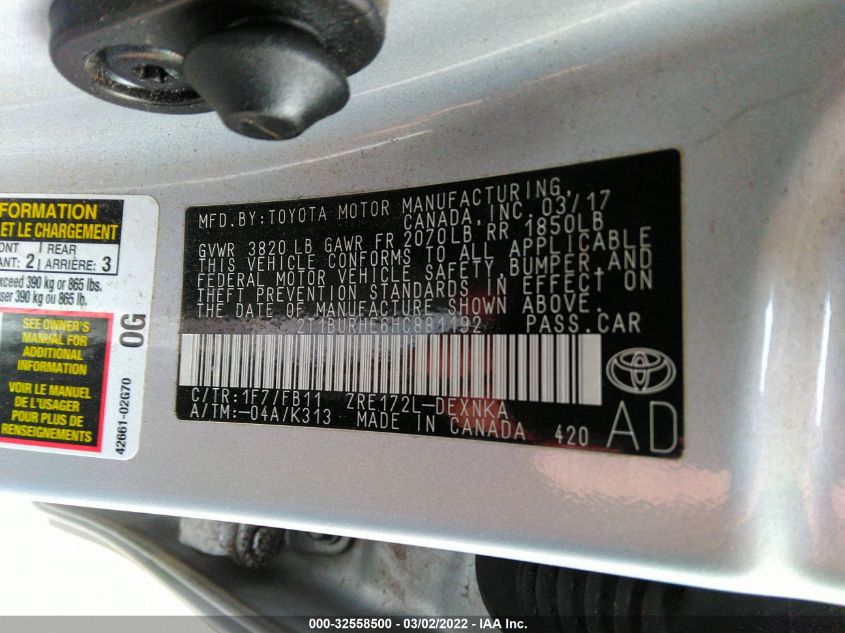 FORMATION
ET LE CHARGEMENT
ONT
REAR
ANT: 2
ARRIÈRE: 3
xceed 390 kg or 865 lbs.
ser 390 kg ou 865 lb.
SEE OWNER'S
MANUAL FOR
ADDITIONAL
INFORMATION
VOIR LE MANUEL
DE L'USAGER
POUR PLUS DE
RENSEIGNEMENTS
0G
42661-02G70
MFD. BY: TOYOTA MOTOR MANUFACTURING,
CANADA, INC. 03/17
GVWR 3820 LB GAWR FR 2070LB, RR 1850LB
THIS VEHICLE CONFORMS TO ALL APPLICABLE
FEDERAL MOTOR VEHICLE SAFETY, BUMPER, AND
THEFT PREVENTION STANDARDS IN EFFECT ON
THE DATE OF MANUFACTURE SHOWN ABOVE.
2T1BURHE6HC881192 PASS. CAR
C/TR: 1F7/FB11 ZRE172L-DEXNKA
A/TM: -04A/K313 MADE IN CANADA 420
AD
000-32558500 - 03/02/2022 - IAA Inc.